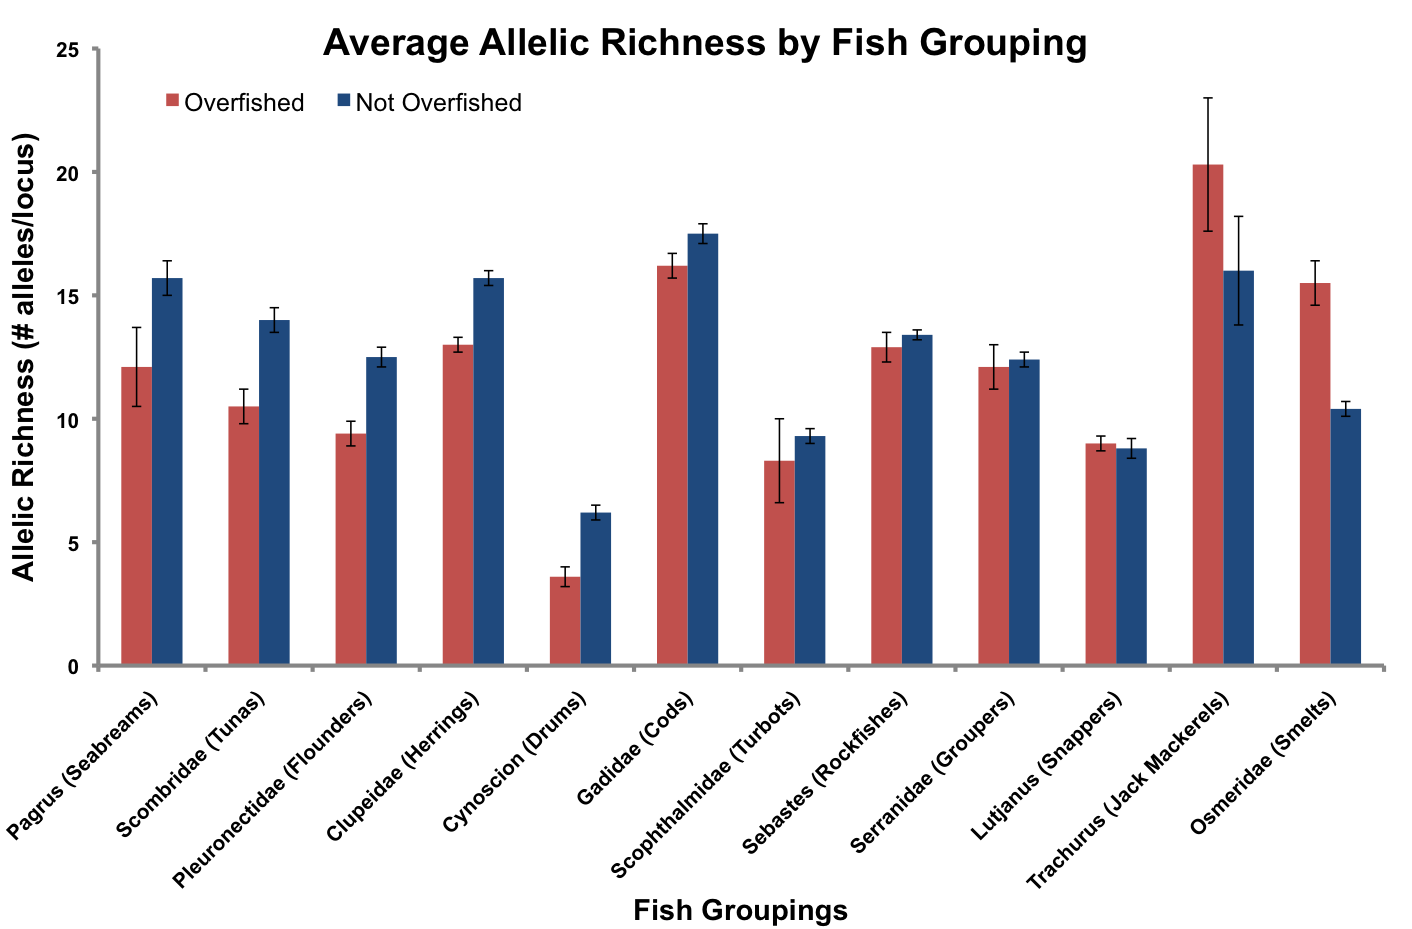 Average Allelic Richness by Fish Grouping
Overfished
Not Overfished
Allelic Richness (# alleles/locus)
25
20
15
10
5
0
Pagrus (Seabreams)
Scombridae (Tunas)
Pleuronectidae (Flounders)
Clupeidae (Herrings)
Cynoscion (Drums)
Gadidae (Cods)
Scophthalmidae (Turbots)
Sebastes (Rockfishes)
Serranidae (Groupers)
Lutjanus (Snappers)
Trachurus (Jack Mackerels)
Osmeridae (Smelts)
Fish Groupings